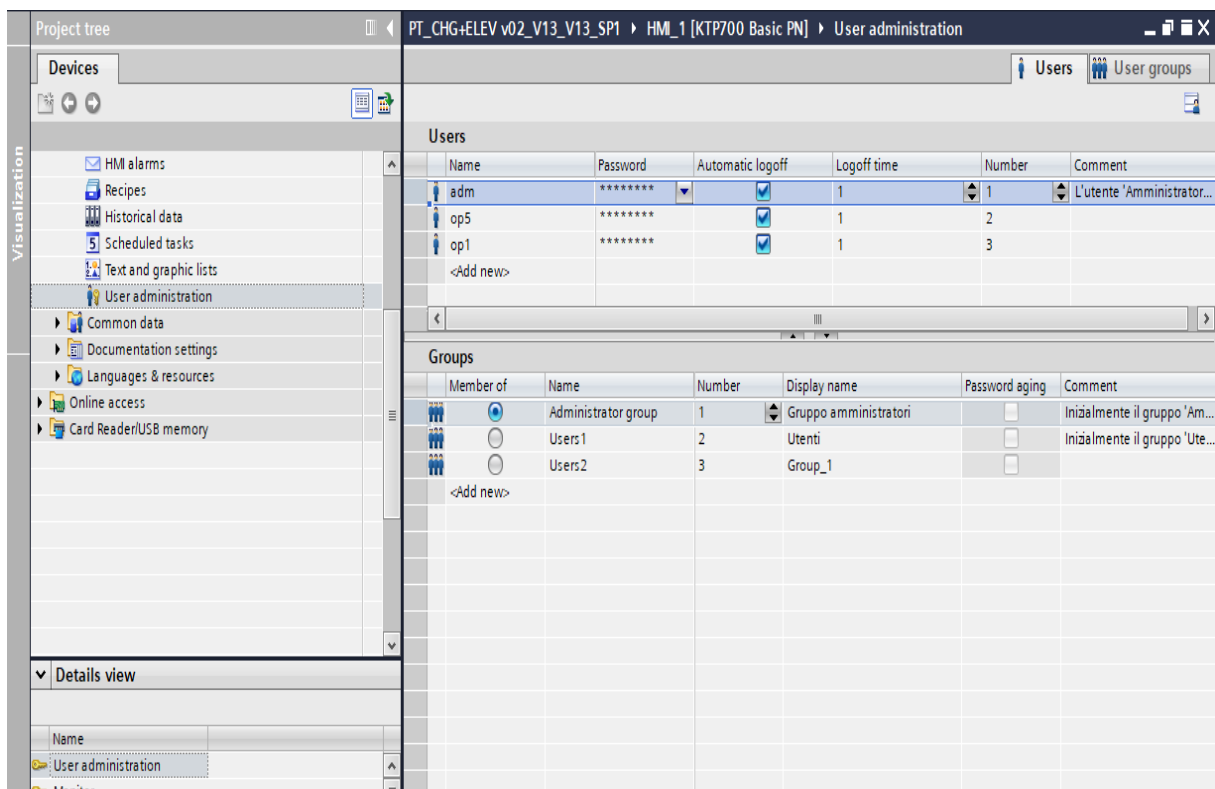 Project tree
PT_CHG+ELEV v02_V13_V13_SP1 ▸ HMI_1 [KTP700 Basic PN] ▸ User administration
Devices
Users
User groups
Visualization
HMI alarms
Recipes
Historical data
Scheduled tasks
Text and graphic lists
User administration
Common data
Documentation settings
Languages & resources
Online access
Card Reader/USB memory
Users
Name Password Automatic logoff Logoff time Number Comment
adm ******** 1 1 L'utente 'Amministrator...
op5 ******** 1 2
op1 ******** 1 3
<Add new>
Groups
Member of Name Number Display name Password aging Comment
Administrator group 1 Gruppo amministratori Inizialmente il gruppo 'Am...
Users1 2 Utenti Inizialmente il gruppo 'Ute...
Users2 3 Group_1
<Add new>
Details view
Name
User administration